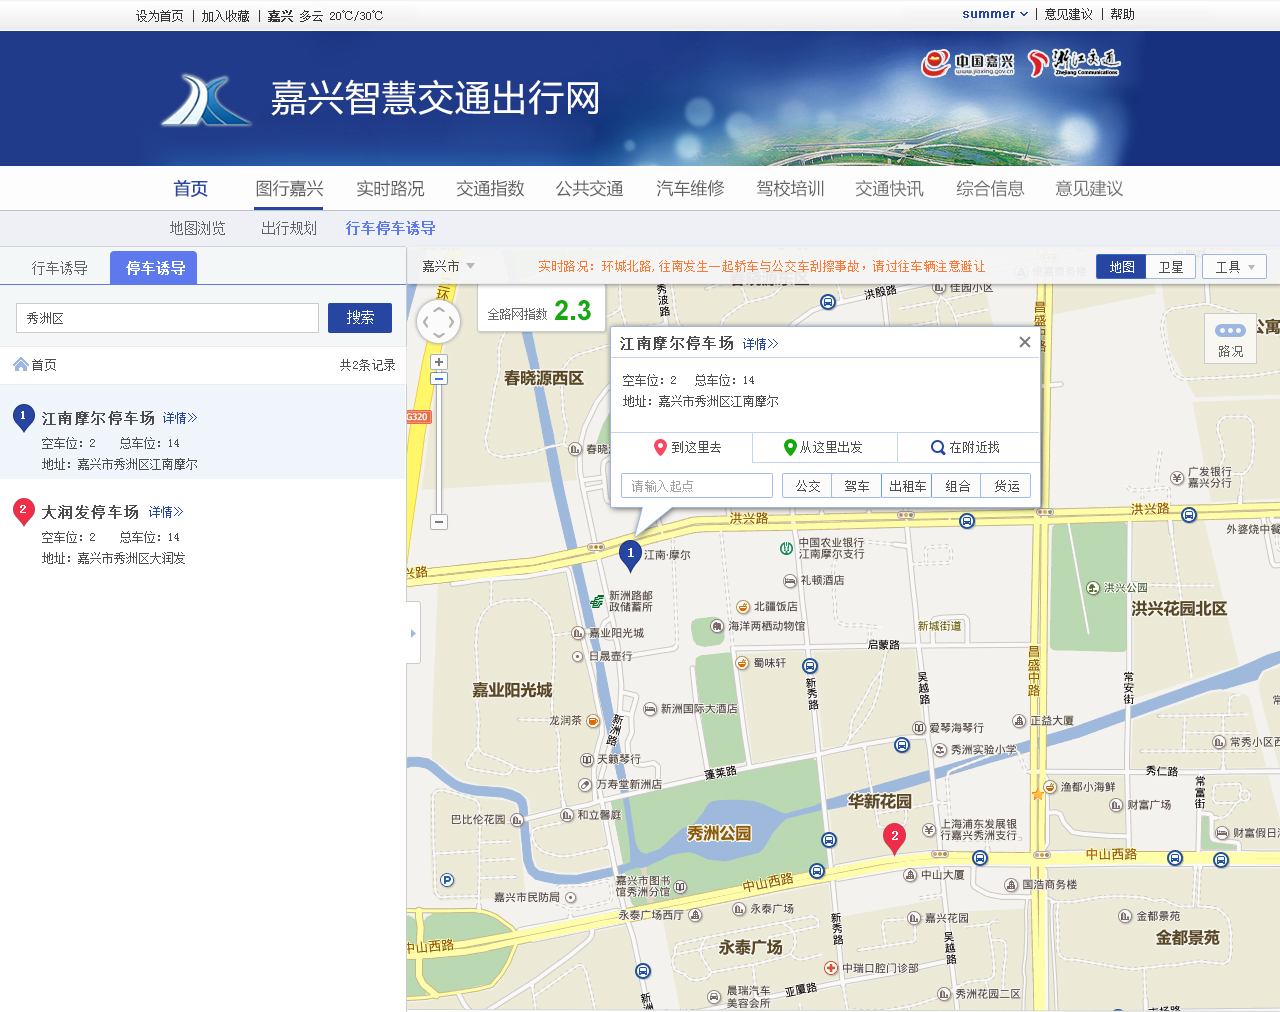 设为首页 | 加入收藏 | 嘉兴 多云 20℃/30℃
summer | 意见建议 | 帮助
中国嘉兴
www.jiaxing.gov.cn
浙江交通
Zhejiang Communications
嘉兴智慧交通出行网
首页 图行嘉兴 实时路况 交通指数 公共交通 汽车维修 驾校培训 交通快讯 综合信息 意见建议
地图浏览 出行规划 行车停车诱导
行车诱导 停车诱导
秀洲区 搜索
首页 共2条记录
1 江南摩尔停车场 详情
空车位：2 总车位：14
地址：嘉兴市秀洲区江南摩尔
2 大润发停车场 详情
空车位：2 总车位：14
地址：嘉兴市秀洲区大润发
嘉兴市
实时路况：环城北路, 往南发生一起轿车与公交车刮擦事故，请过往车辆注意避让
地图 卫星 工具
全路网指数 2.3
路况
江南摩尔停车场 详情
空车位：2 总车位：14
地址：嘉兴市秀洲区江南摩尔
到这里去 从这里出发 在附近找
请输入起点 公交 驾车 出租车 组合 货运
环
秀波路
洪殷路
佳园小区
昌盛中路
公寓
春晓源西区
G320
广发银行
嘉兴分行
洪兴路
洪兴路
外婆烧中餐
中国农业银行
江南摩尔支行
1
江南·摩尔
兴路
礼顿酒店
洪兴公园
新洲路邮
政储蓄所
北疆饭店
洪兴花园北区
海洋两栖动物馆
新城街道
嘉业阳光城
启蒙路
日晟壶行
蜀味轩
昌盛中路
新秀路
吴越路
常安街
嘉业阳光城
新洲国际大酒店
龙润茶
新洲路
正益大厦
爱琴海琴行
常秀小区西
秀洲实验小学
天籁琴行
蓬莱路
秀仁路
万寿堂新洲店
常富街
渔都小海鲜
华新花园
财富广场
巴比伦花园
和立馨庭
秀洲公园
上海浦东发展银
行嘉兴秀洲支行
财富假日
2
中山西路
中山大厦
嘉兴市图书
馆秀洲分馆
中山西路
国浩商务楼
P
嘉兴市民防局
永泰广场西厅
永泰广场
新秀路
嘉兴花园
金都景苑
吴越路
金都景苑
中山西路
永泰广场
中瑞口腔门诊部
晨瑞汽车
美容会所
亚厦路
秀洲花园二区
新洲